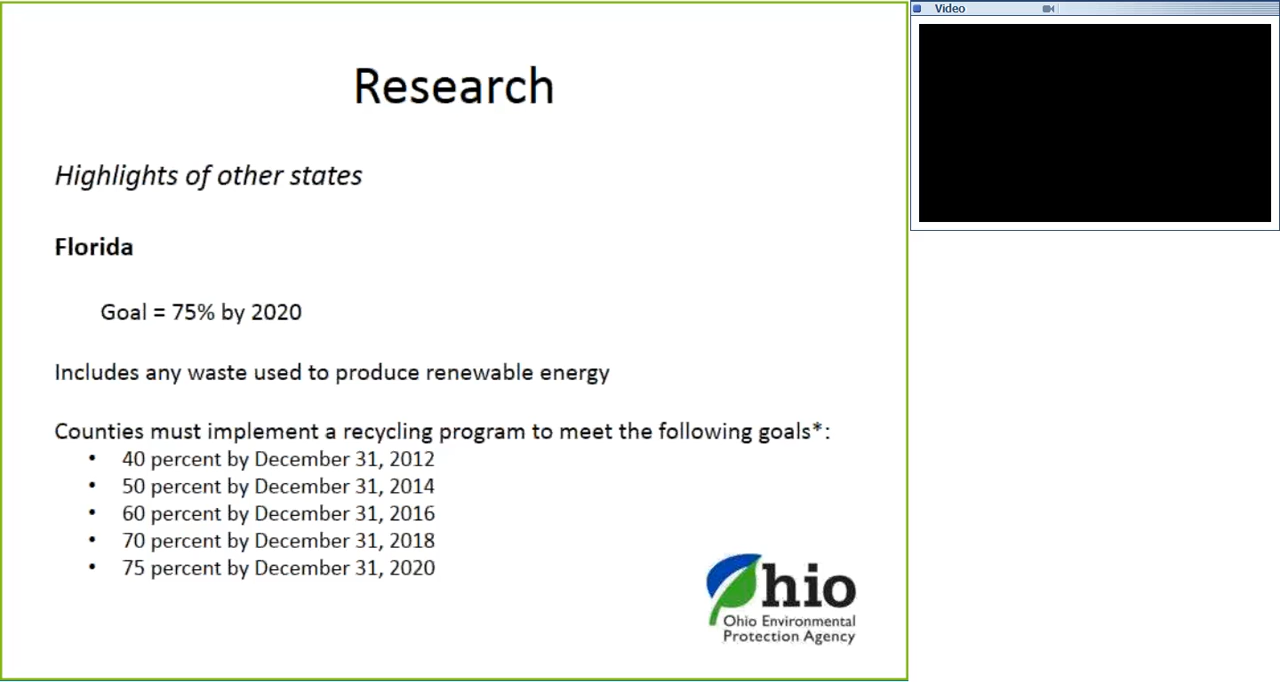 Research
Highlights of other states
Florida
Goal = 75% by 2020
Includes any waste used to produce renewable energy
Counties must implement a recycling program to meet the following goals*:
• 40 percent by December 31, 2012
• 50 percent by December 31, 2014
• 60 percent by December 31, 2016
• 70 percent by December 31, 2018
• 75 percent by December 31, 2020
Ohio
Ohio Environmental
Protection Agency
Video